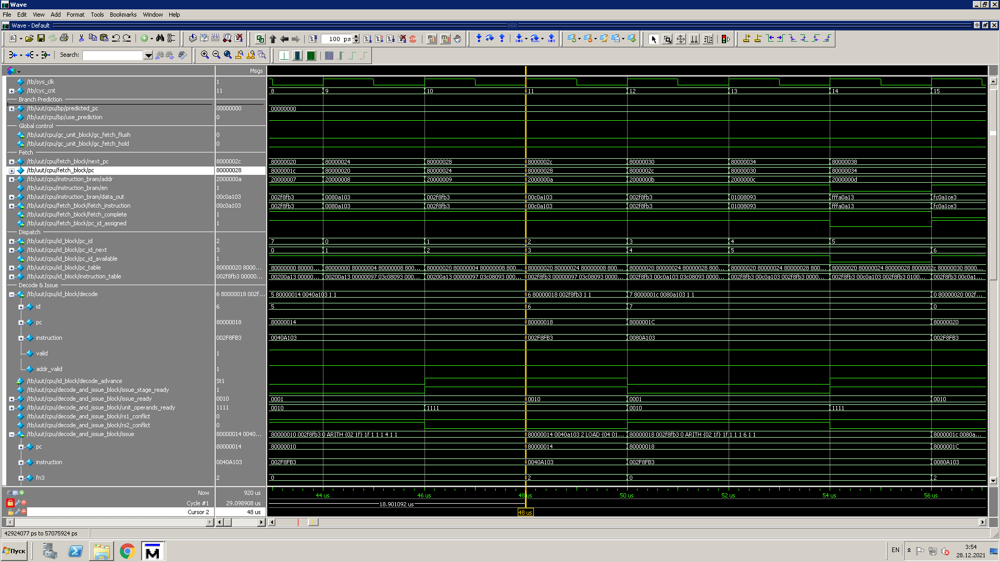 Wave
File Edit View Add Format Tools Bookmarks Window Help
Wave - Default
100 ps
Search:
Msgs
/tb/sys_clk 1
/tb/cyc_cnt 11 8 9 10 11 12 13 14 15
Branch Prediction
/tb/uut/cpu/bp/predicted_pc 00000000 00000000
/tb/uut/cpu/bp/use_prediction 0
Global control
/tb/uut/cpu/gc_unit_block/gc_fetch_flush 0
/tb/uut/cpu/gc_unit_block/gc_fetch_hold 0
Fetch
/tb/uut/cpu/fetch_block/next_pc 8000002c 80000020 80000024 80000028 8000002c 80000030 80000034 80000038
/tb/uut/cpu/fetch_block/pc 80000028 8000001c 80000020 80000024 80000028 8000002c 80000030 80000034
/tb/uut/cpu/instruction_bram/addr 2000000a 20000007 20000008 20000009 2000000a 2000000b 2000000c 2000000d
/tb/uut/cpu/instruction_bram/en 1
/tb/uut/cpu/instruction_bram/data_out 00c0a103 002f8fb3 0080a103 002f8fb3 00c0a103 002f8fb3 01008093 fffa0a13 fc0a1ce3
/tb/uut/cpu/fetch_block/fetch_instruction 00c0a103 002f8fb3 0080a103 002f8fb3 00c0a103 002f8fb3 01008093 fffa0a13 fc0a1ce3
/tb/uut/cpu/fetch_block/fetch_complete 1
/tb/uut/cpu/fetch_block/pc_id_assigned 1
Dispatch
/tb/uut/cpu/id_block/pc_id 2 7 0 1 2 3 4 5
/tb/uut/cpu/id_block/pc_id_next 3 0 1 2 3 4 5 6
/tb/uut/cpu/id_block/pc_id_available 1
/tb/uut/cpu/id_block/pc_table 80000020 8000... 80000000 80000... 80000000 80000004 80000008 800... 80000020 80000004 80000008 800... 80000020 80000024 80000008 800... 80000020 80000024 80000028 800... 80000020 80000024 80000028 800... 80000020 80000024 80000028 8000002c 80000030 8000...
/tb/uut/cpu/id_block/instruction_table 002f8fb3 00000... 00200a13 00000... 00200a13 00000097 03c08093 000... 00200a13 00000097 03c08093 000... 002f8fb3 00000097 03c08093 000... 002f8fb3 00c0a103 03c08093 000... 002f8fb3 00c0a103 002f8fb3 0000... 002f8fb3 00c0a103 002f8fb3 0100... 002f8fb3 00c0a1...
Decode & Issue
/tb/uut/cpu/id_block/decode 6 80000018 002f... 5 80000014 0040a103 1 1 6 80000018 002f8fb3 1 1 7 8000001c 0080a103 1 1 0 80000020 002f...
id 6 5 6 7 0
pc 80000018 80000014 80000018 8000001C 80000020
instruction 002F8FB3 0040A103 002F8FB3 0080A103 002F8FB3
valid 1
addr_valid 1
/tb/uut/cpu/id_block/decode_advance St1
/tb/uut/cpu/decode_and_issue_block/issue_stage_ready 1
/tb/uut/cpu/decode_and_issue_block/issue_ready 0010 0001 0010 0001 0010
/tb/uut/cpu/decode_and_issue_block/unit_operands_ready 1111 0010 1111 0010 1111
/tb/uut/cpu/decode_and_issue_block/rs1_conflict 0
/tb/uut/cpu/decode_and_issue_block/rs2_conflict 0
/tb/uut/cpu/decode_and_issue_block/issue 80000014 0040... 80000010 002f8fb3 0 ARITH {02 1f} 1f 1 1 1 4 1 1 80000014 0040a103 2 LOAD {04 01... 80000018 002f8fb3 0 ARITH {02 1f} 1f 1 1 1 6 1 1 8000001c 0080a...
pc 80000014 80000010 80000014 80000018 8000001C
instruction 0040A103 002F8FB3 0040A103 002F8FB3 0080A103
fn3 2 0 2 0 2
Now 920 us 44 us 46 us 48 us 50 us 52 us 54 us 56 us
Cycle #1 29.098908 us 18.901092 us
Cursor 2 48 us 48 us
42924077 ps to 57075924 ps
Пуск EN 3:54
28.12.2021